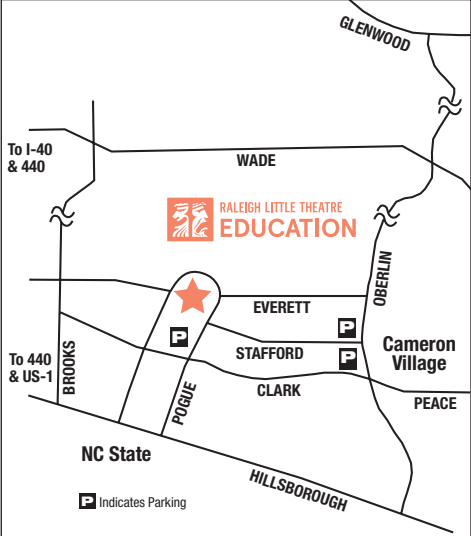 GLENWOOD
To I-40
& 440
WADE
RALEIGH LITTLE THEATRE
EDUCATION
OBERLIN
EVERETT
P
P
STAFFORD
P
Cameron
Village
To 440
& US-1
BROOKS
POGUE
CLARK
PEACE
NC State
HILLSBOROUGH
P Indicates Parking